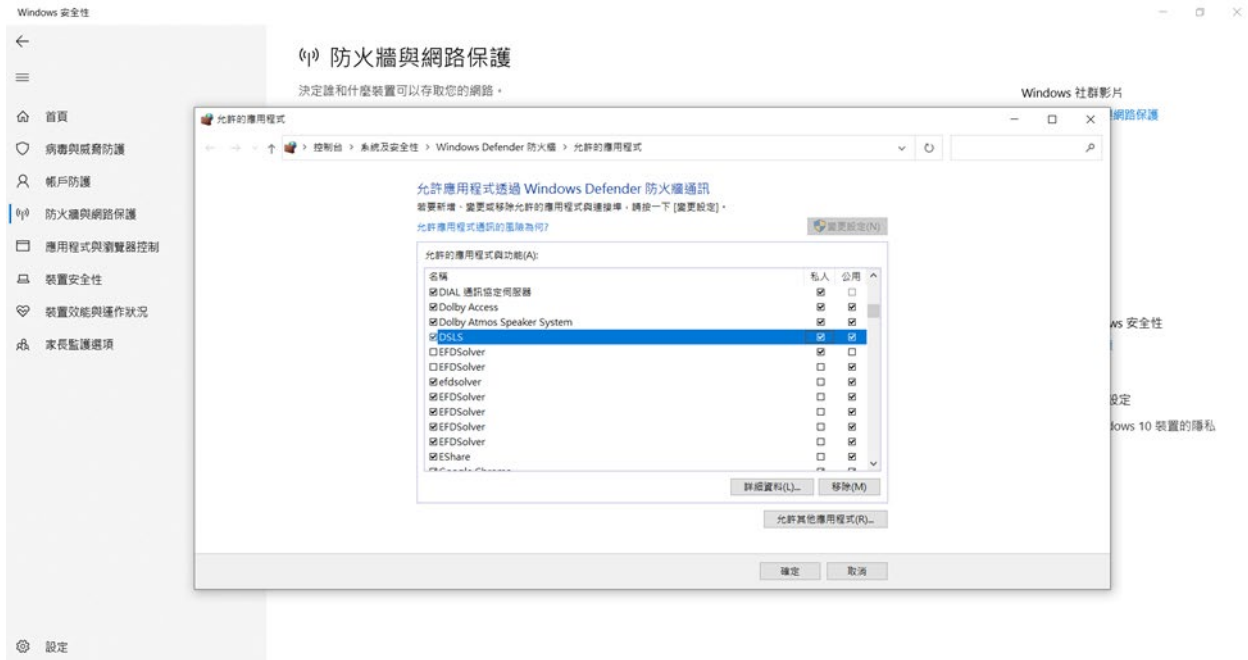 Windows 安全性
防火牆與網路保護
決定誰和什麼裝置可以存取您的網路。
Windows 社群影片
網路保護
首頁
病毒與威脅防護
帳戶防護
防火牆與網路保護
應用程式與瀏覽器控制
裝置安全性
裝置效能與運作狀況
家長監護選項
設定
允許的應用程式
控制台 > 系統及安全性 > Windows Defender 防火牆 > 允許的應用程式
允許應用程式透過 Windows Defender 防火牆通訊
若要新增、變更或移除允許的應用程式與連接埠，請按一下 [變更設定]。
允許應用程式通訊的風險為何?
變更設定(N)
允許的應用程式與功能(A):
名稱 私人 公用
DIAL 通訊協定伺服器
Dolby Access
Dolby Atmos Speaker System
DSLS
EFDSolver
EFDSolver
efdsolver
EFDSolver
EFDSolver
EFDSolver
EFDSolver
EShare
Google Chrome
詳細資料(L)... 移除(M)
允許其他應用程式(R)...
確定 取消
ws 安全性
設定
dows 10 裝置的隱私